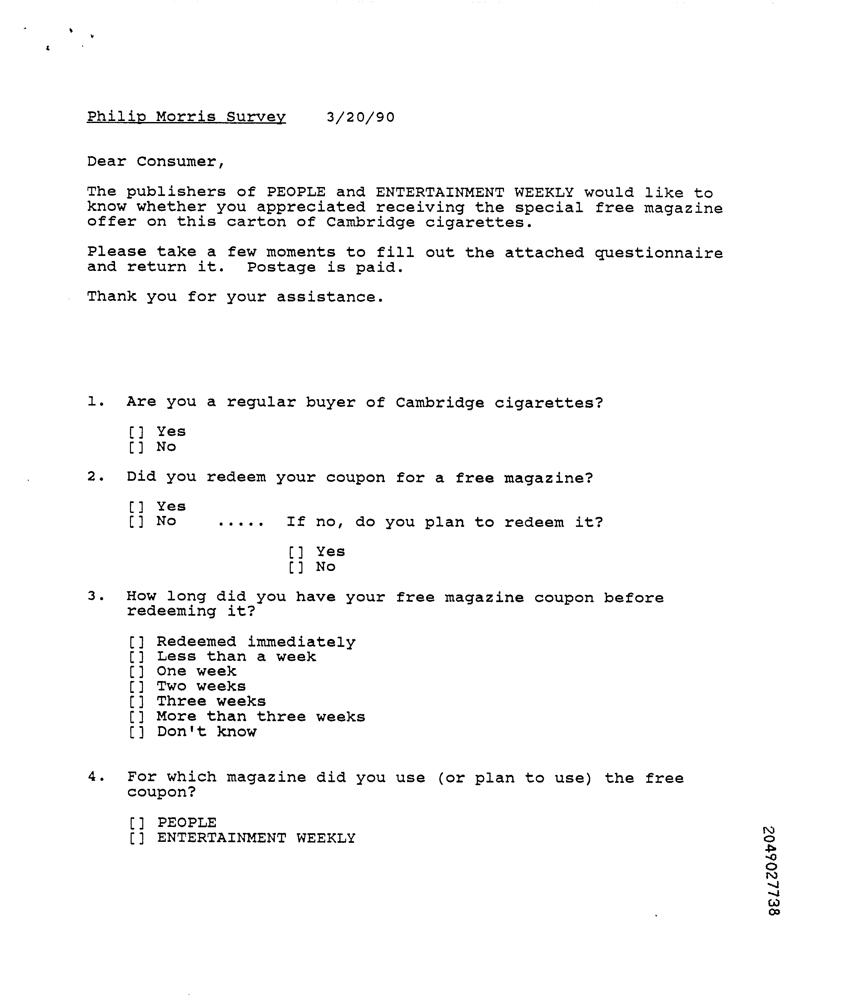 Philip Morris Survey 3/20/90
Dear Consumer,
The publishers of PEOPLE and ENTERTAINMENT WEEKLY would like to
know whether you appreciated receiving the special free magazine
offer on this carton of Cambridge cigarettes.
Please take a few moments to fill out the attached questionnaire
and return it. Postage is paid.
Thank you for your assistance.
1. Are you a regular buyer of Cambridge cigarettes?
[] Yes
[] No
2. Did you redeem your coupon for a free magazine?
[] Yes
[] No ..... If no, do you plan to redeem it?
[] Yes
[] No
3. How long did you have your free magazine coupon before
redeeming it?
[] Redeemed immediately
[] Less than a week
[] One week
[] Two weeks
[] Three weeks
[] More than three weeks
[] Don't know
4. For which magazine did you use (or plan to use) the free
coupon?
[] PEOPLE
[] ENTERTAINMENT WEEKLY
2049027738